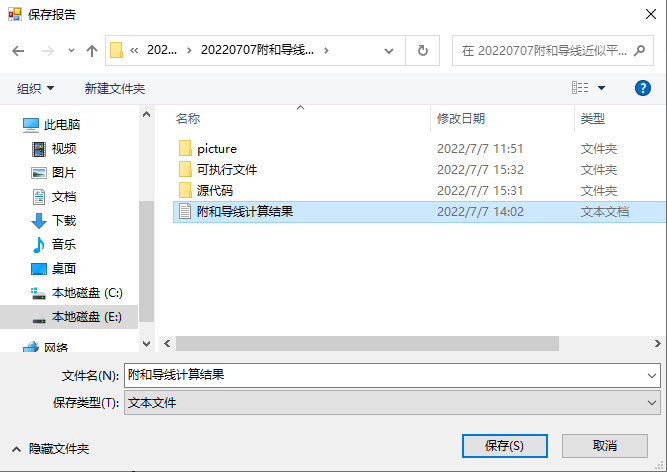 保存报告
« 202... › 20220707附和导线... ›
在 20220707附和导线近似平...
组织 新建文件夹
?
名称 修改日期 类型
此电脑
视频
图片
文档
下载
音乐
桌面
本地磁盘 (C:)
本地磁盘 (E:)
网络
picture 2022/7/7 11:51 文件夹
可执行文件 2022/7/7 15:32 文件夹
源代码 2022/7/7 15:31 文件夹
附和导线计算结果 2022/7/7 14:02 文本文档
文件名(N): 附和导线计算结果
保存类型(T): 文本文件
隐藏文件夹
保存(S) 取消